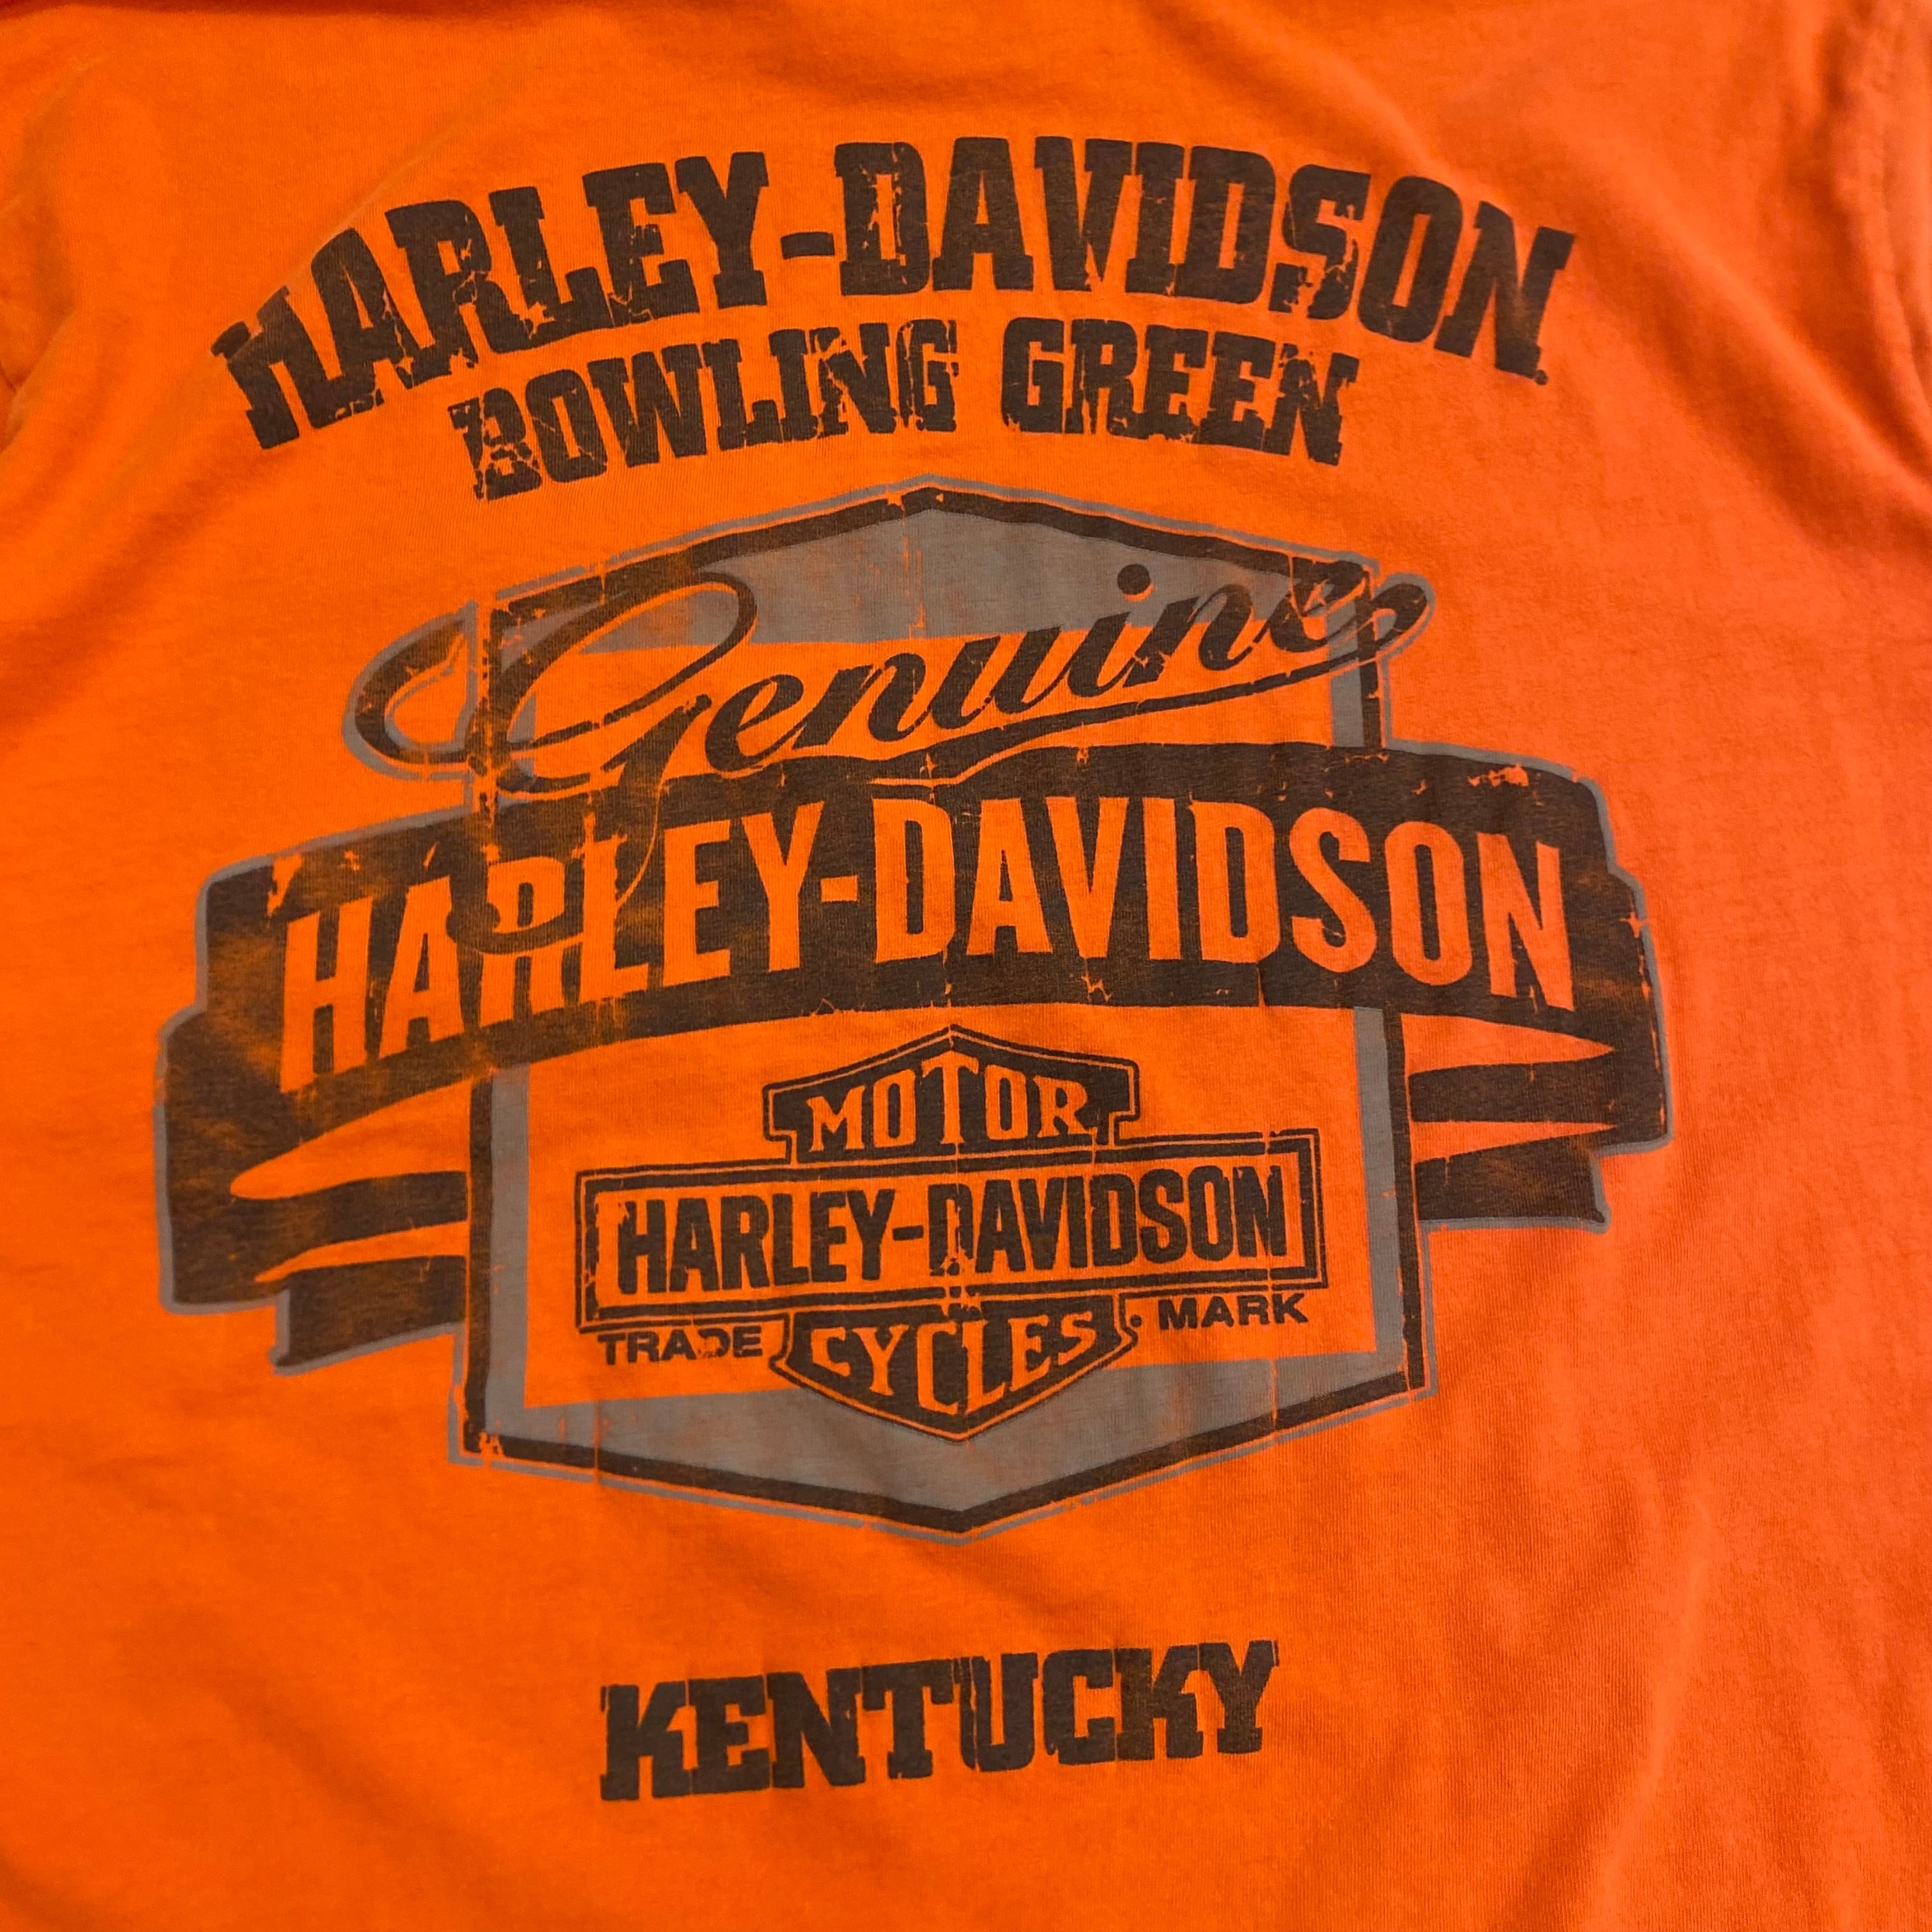 HARLEY-DAVIDSON
BOWLING GREEN
Genuine
HARLEY-DAVIDSON
MOTOR
HARLEY-DAVIDSON
TRADE CYCLES MARK
KENTUCKY